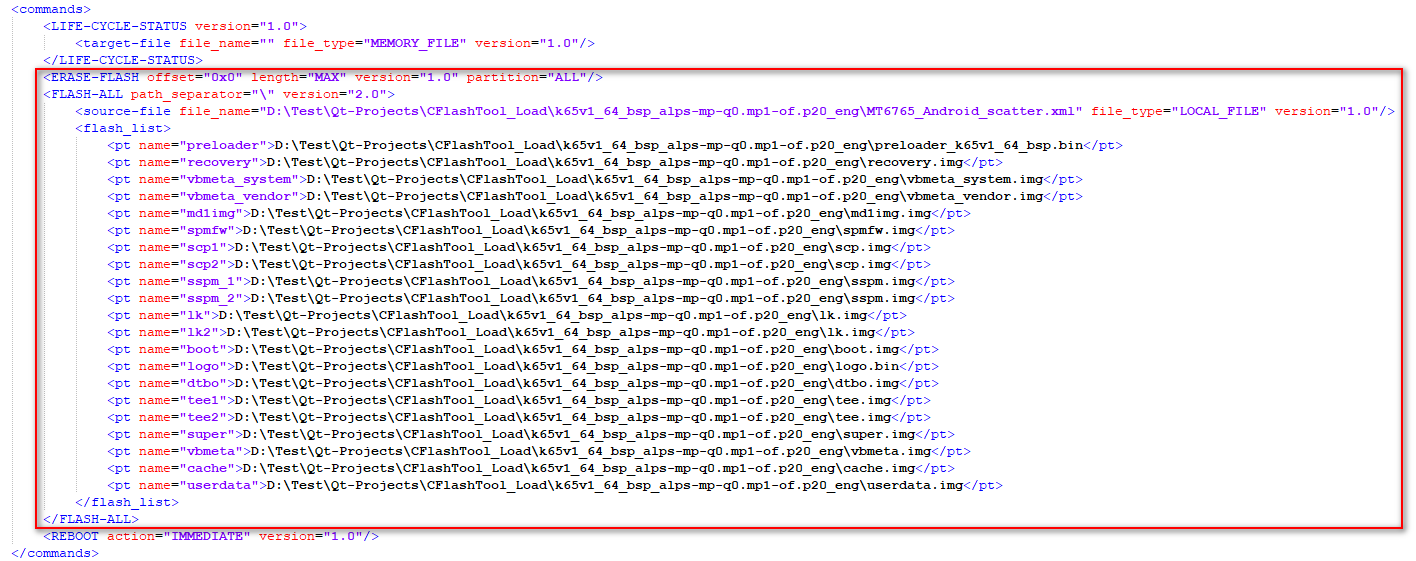 <commands>
<LIFE-CYCLE-STATUS version="1.0">
<target-file file_name="" file_type="MEMORY_FILE" version="1.0"/>
</LIFE-CYCLE-STATUS>
<ERASE-FLASH offset="0x0" length="MAX" version="1.0" partition="ALL"/>
<FLASH-ALL path_separator="\" version="2.0">
<source-file file_name="D:\Test\Qt-Projects\CFlashTool_Load\k65v1_64_bsp_alps-mp-q0.mp1-of.p20_eng\MT6765_Android_scatter.xml" file_type="LOCAL_FILE" version="1.0"/>
<flash_list>
<pt name="preloader">D:\Test\Qt-Projects\CFlashTool_Load\k65v1_64_bsp_alps-mp-q0.mp1-of.p20_eng\preloader_k65v1_64_bsp.bin</pt>
<pt name="recovery">D:\Test\Qt-Projects\CFlashTool_Load\k65v1_64_bsp_alps-mp-q0.mp1-of.p20_eng\recovery.img</pt>
<pt name="vbmeta_system">D:\Test\Qt-Projects\CFlashTool_Load\k65v1_64_bsp_alps-mp-q0.mp1-of.p20_eng\vbmeta_system.img</pt>
<pt name="vbmeta_vendor">D:\Test\Qt-Projects\CFlashTool_Load\k65v1_64_bsp_alps-mp-q0.mp1-of.p20_eng\vbmeta_vendor.img</pt>
<pt name="md1img">D:\Test\Qt-Projects\CFlashTool_Load\k65v1_64_bsp_alps-mp-q0.mp1-of.p20_eng\md1img.img</pt>
<pt name="spmfw">D:\Test\Qt-Projects\CFlashTool_Load\k65v1_64_bsp_alps-mp-q0.mp1-of.p20_eng\spmfw.img</pt>
<pt name="scp1">D:\Test\Qt-Projects\CFlashTool_Load\k65v1_64_bsp_alps-mp-q0.mp1-of.p20_eng\scp.img</pt>
<pt name="scp2">D:\Test\Qt-Projects\CFlashTool_Load\k65v1_64_bsp_alps-mp-q0.mp1-of.p20_eng\scp.img</pt>
<pt name="sspm_1">D:\Test\Qt-Projects\CFlashTool_Load\k65v1_64_bsp_alps-mp-q0.mp1-of.p20_eng\sspm.img</pt>
<pt name="sspm_2">D:\Test\Qt-Projects\CFlashTool_Load\k65v1_64_bsp_alps-mp-q0.mp1-of.p20_eng\sspm.img</pt>
<pt name="lk">D:\Test\Qt-Projects\CFlashTool_Load\k65v1_64_bsp_alps-mp-q0.mp1-of.p20_eng\lk.img</pt>
<pt name="lk2">D:\Test\Qt-Projects\CFlashTool_Load\k65v1_64_bsp_alps-mp-q0.mp1-of.p20_eng\lk.img</pt>
<pt name="boot">D:\Test\Qt-Projects\CFlashTool_Load\k65v1_64_bsp_alps-mp-q0.mp1-of.p20_eng\boot.img</pt>
<pt name="logo">D:\Test\Qt-Projects\CFlashTool_Load\k65v1_64_bsp_alps-mp-q0.mp1-of.p20_eng\logo.bin</pt>
<pt name="dtbo">D:\Test\Qt-Projects\CFlashTool_Load\k65v1_64_bsp_alps-mp-q0.mp1-of.p20_eng\dtbo.img</pt>
<pt name="tee1">D:\Test\Qt-Projects\CFlashTool_Load\k65v1_64_bsp_alps-mp-q0.mp1-of.p20_eng\tee.img</pt>
<pt name="tee2">D:\Test\Qt-Projects\CFlashTool_Load\k65v1_64_bsp_alps-mp-q0.mp1-of.p20_eng\tee.img</pt>
<pt name="super">D:\Test\Qt-Projects\CFlashTool_Load\k65v1_64_bsp_alps-mp-q0.mp1-of.p20_eng\super.img</pt>
<pt name="vbmeta">D:\Test\Qt-Projects\CFlashTool_Load\k65v1_64_bsp_alps-mp-q0.mp1-of.p20_eng\vbmeta.img</pt>
<pt name="cache">D:\Test\Qt-Projects\CFlashTool_Load\k65v1_64_bsp_alps-mp-q0.mp1-of.p20_eng\cache.img</pt>
<pt name="userdata">D:\Test\Qt-Projects\CFlashTool_Load\k65v1_64_bsp_alps-mp-q0.mp1-of.p20_eng\userdata.img</pt>
</flash_list>
</FLASH-ALL>
<REBOOT action="IMMEDIATE" version="1.0"/>
</commands>